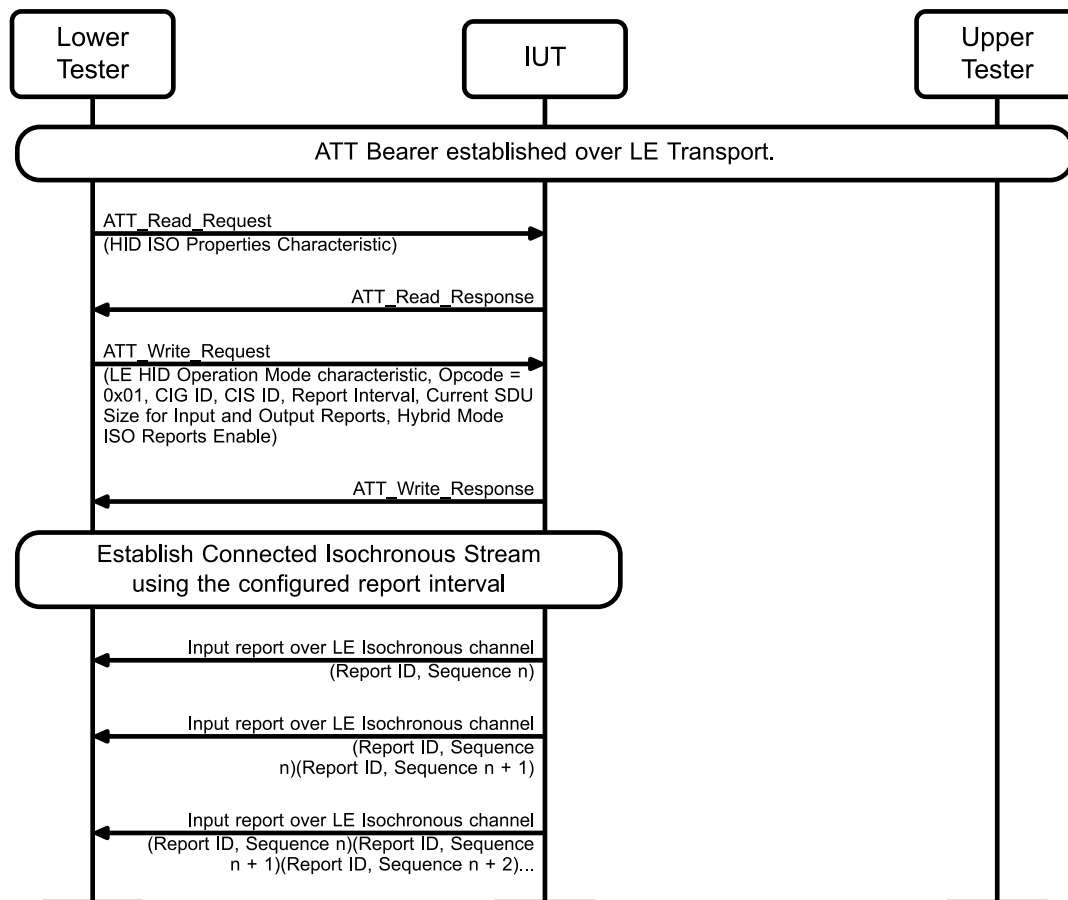 Lower
Tester
IUT
Upper
Tester
ATT Bearer established over LE Transport.
ATT_Read_Request
(HID ISO Properties Characteristic)
ATT_Read_Response
ATT_Write_Request
(LE HID Operation Mode characteristic, Opcode =
0x01, CIG ID, CIS ID, Report Interval, Current SDU
Size for Input and Output Reports, Hybrid Mode
ISO Reports Enable)
ATT_Write_Response
Establish Connected Isochronous Stream
using the configured report interval
Input report over LE Isochronous channel
(Report ID, Sequence n)
Input report over LE Isochronous channel
(Report ID, Sequence
n)(Report ID, Sequence n + 1)
Input report over LE Isochronous channel
(Report ID, Sequence n)(Report ID, Sequence
n + 1)(Report ID, Sequence n + 2)...